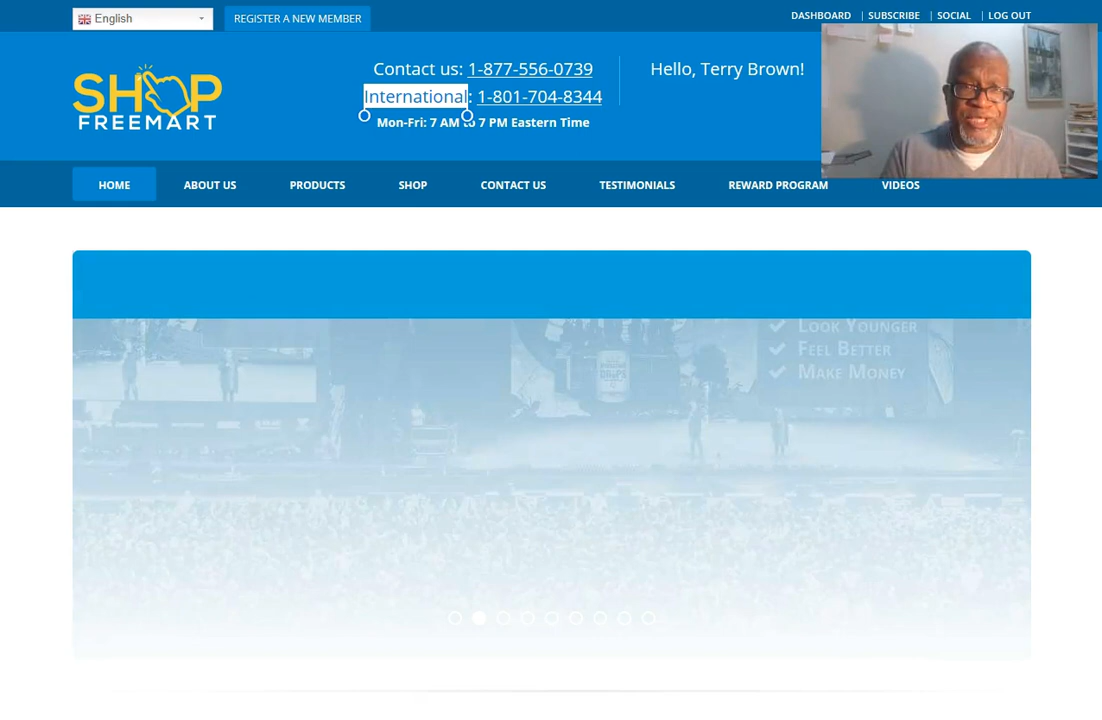 English
REGISTER A NEW MEMBER
DASHBOARD | SUBSCRIBE | SOCIAL | LOG OUT
SHOP
FREEMART
Contact us: 1-877-556-0739
International: 1-801-704-8344
Mon-Fri: 7 AM to 7 PM Eastern Time
Hello, Terry Brown!
HOME
ABOUT US
PRODUCTS
SHOP
CONTACT US
TESTIMONIALS
REWARD PROGRAM
VIDEOS
LOOK YOUNGER
FEEL BETTER
MAKE MONEY